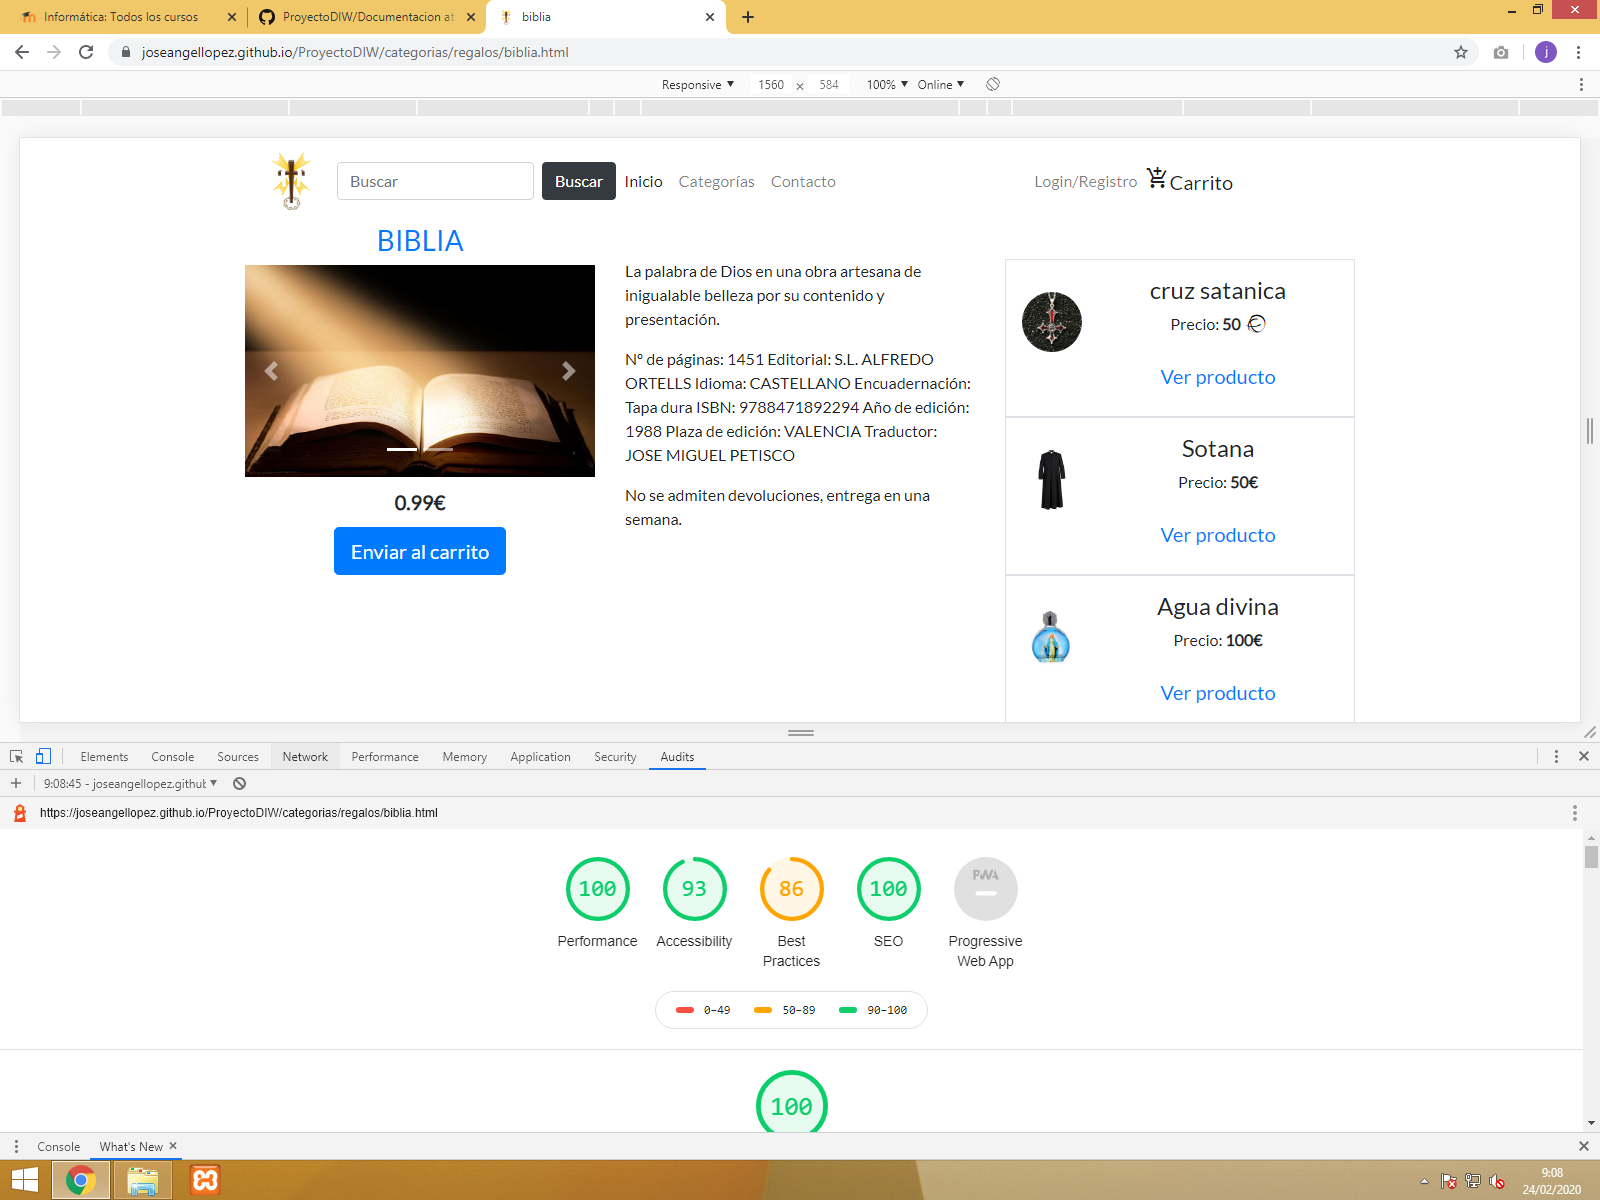 Informática: Todos los cursos
ProyectoDIW/Documentacion at
biblia
joseangellopez.github.io/ProyectoDIW/categorias/regalos/biblia.html
j
Responsive 1560 x 584 100% Online
Buscar
Buscar
Inicio
Categorías
Contacto
Login/Registro
Carrito
BIBLIA
0.99€
Enviar al carrito
La palabra de Dios en una obra artesana de
inigualable belleza por su contenido y
presentación.
Nº de páginas: 1451 Editorial: S.L. ALFREDO
ORTELLS Idioma: CASTELLANO Encuadernación:
Tapa dura ISBN: 9788471892294 Año de edición:
1988 Plaza de edición: VALENCIA Traductor:
JOSE MIGUEL PETISCO
No se admiten devoluciones, entrega en una
semana.
cruz satanica
Precio: 50
Ver producto
Sotana
Precio: 50€
Ver producto
Agua divina
Precio: 100€
Ver producto
Elements Console Sources Network Performance Memory Application Security Audits
9:08:45 - joseangellopez.github
https://joseangellopez.github.io/ProyectoDIW/categorias/regalos/biblia.html
100
Performance
93
Accessibility
86
Best
Practices
100
SEO
PWA
Progressive
Web App
0–49 50–89 90–100
100
Console What's New
9:08
24/02/2020